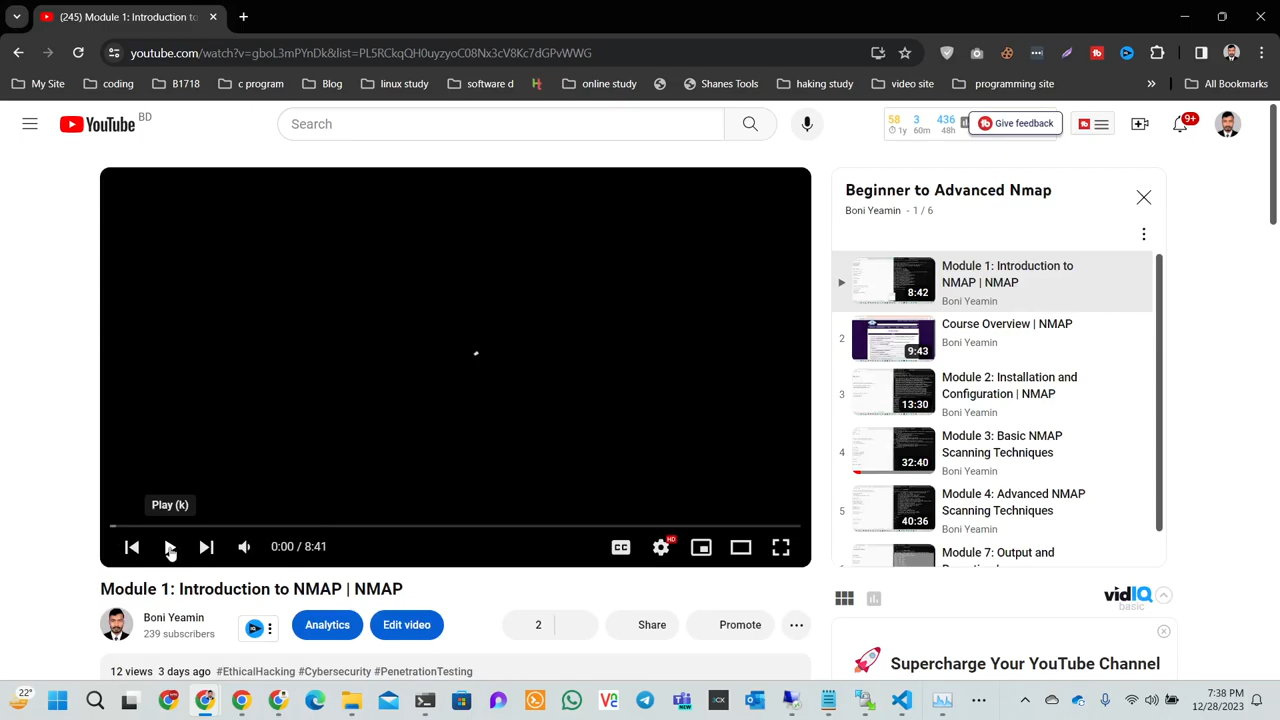 (245) Module 1: Introduction to
youtube.com/watch?v=gboL3mPVnDk&list=PLSRCasQH0uyzyoC08Xx3cV8Kc7SGPvWVG
My Site
coding
B1718
c program
Blog
linux study
software d
online study
Shares Tools
haking study
video site
programming site
All Bookmarks
YouTube BD
Search
58 3 436
1y 60m 48h
Give feedback
9+
Beginner to Advanced Nmap
Boni Yeamin - 1 / 6
Module 1: Introduction to
NMAP | NMAP
8:42
Boni Yeamin
2
Course Overview | NMAP
Boni Yeamin
9:43
3
Module 2: Installation and
Configuration | NMAP
13:30
Boni Yeamin
4
Module 3: Basic NMAP
Scanning Techniques
32:40
Boni Yeamin
5
Module 4: Advanced NMAP
Scanning Techniques
40:36
Boni Yeamin
Module 7: Output and
Play (k)
0:00 / 8:41
HD
Module 1: Introduction to NMAP | NMAP
Boni Yeamin
239 subscribers
Analytics
Edit video
2
Share
Promote
vidIQ
basic
12 views
days ago #EthicalHacking #Cybersecurity #PenetrationTesting
Supercharge Your YouTube Channel
22°
7:38 PM
12/28/2023